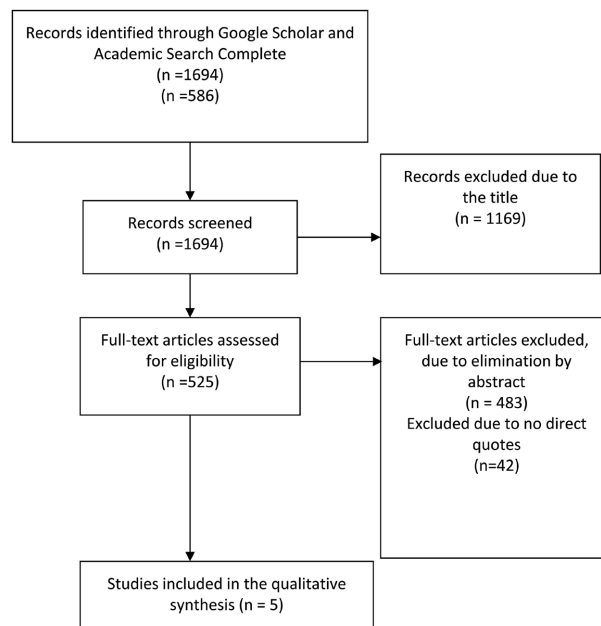 Records identified through Google Scholar and
Academic Search Complete
(n =1694)
(n =586)
Records excluded due to
the title
(n = 1169)
Records screened
(n =1694)
Full-text articles assessed
for eligibility
(n =525)
Full-text articles excluded,
due to elimination by
abstract
(n = 483)
Excluded due to no direct
quotes
(n=42)
Studies included in the qualitative
synthesis (n = 5)